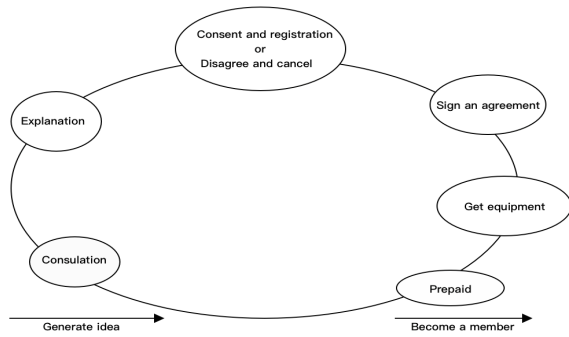 Consent and registration
or
Disagree and cancel
Explanation
Sign an agreement
Get equipment
Consulation
Prepaid
Generate idea
Become a member